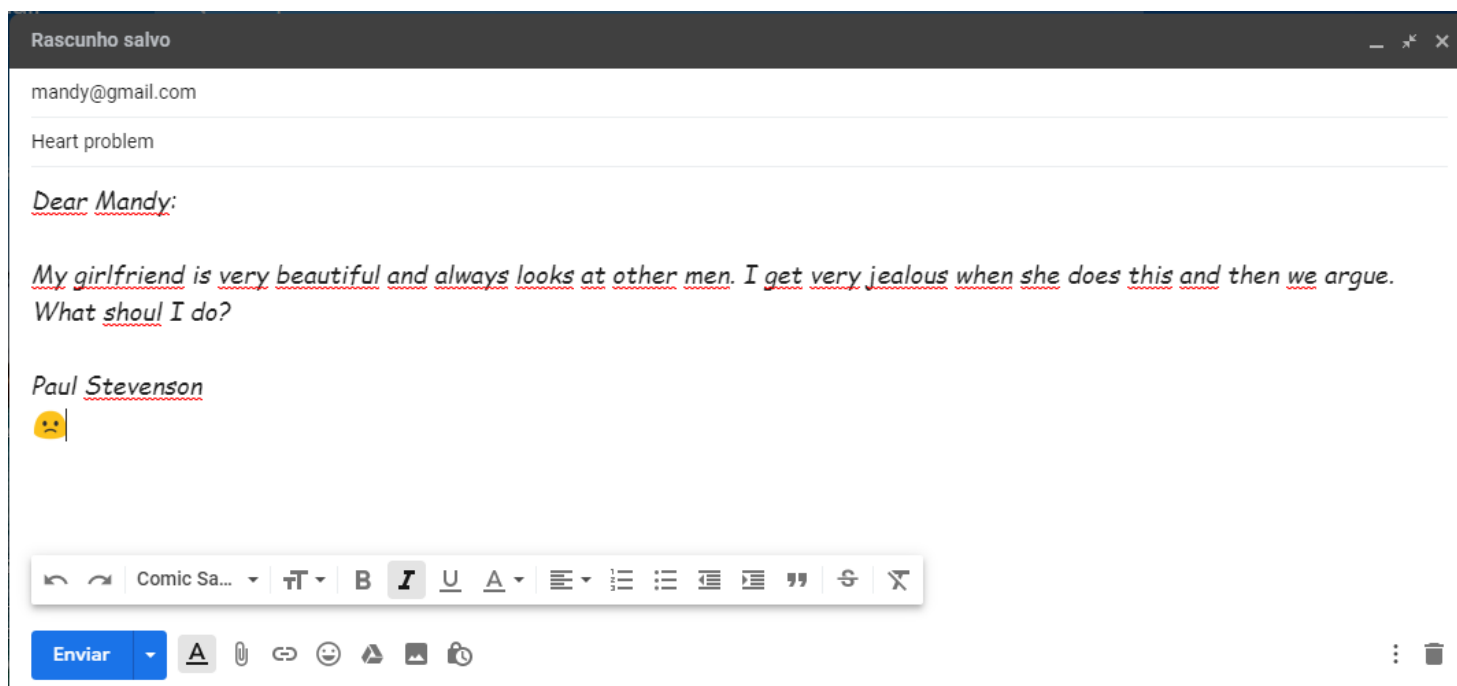 Rascunho salvo
mandy@gmail.com
Heart problem
Dear Mandy:
My girlfriend is very beautiful and always looks at other men. I get very jealous when she does this and then we argue.
What shoul I do?
Paul Stevenson
Comic Sa...
Enviar